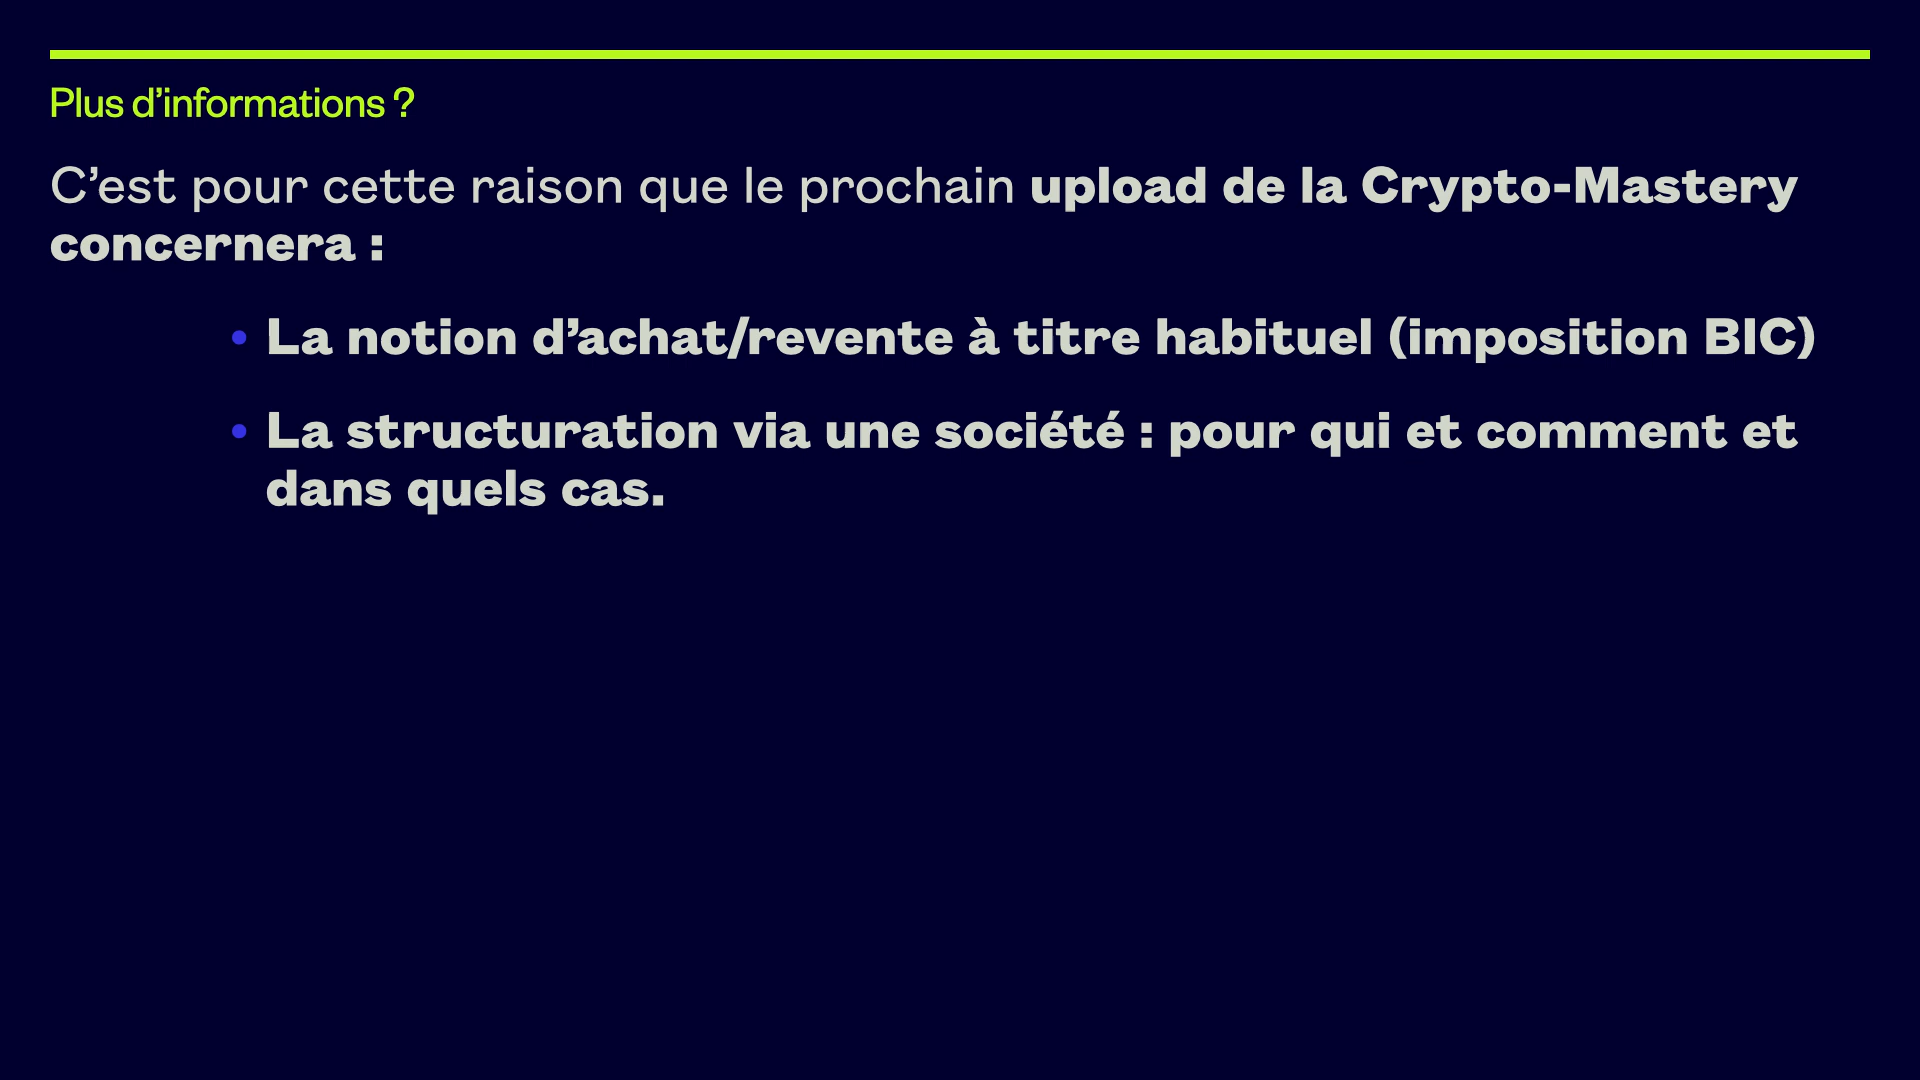 Plus d’informations ?
C’est pour cette raison que le prochain upload de la Crypto-Mastery
concernera :
• La notion d’achat/revente à titre habituel (imposition BIC)
• La structuration via une société : pour qui et comment et
dans quels cas.